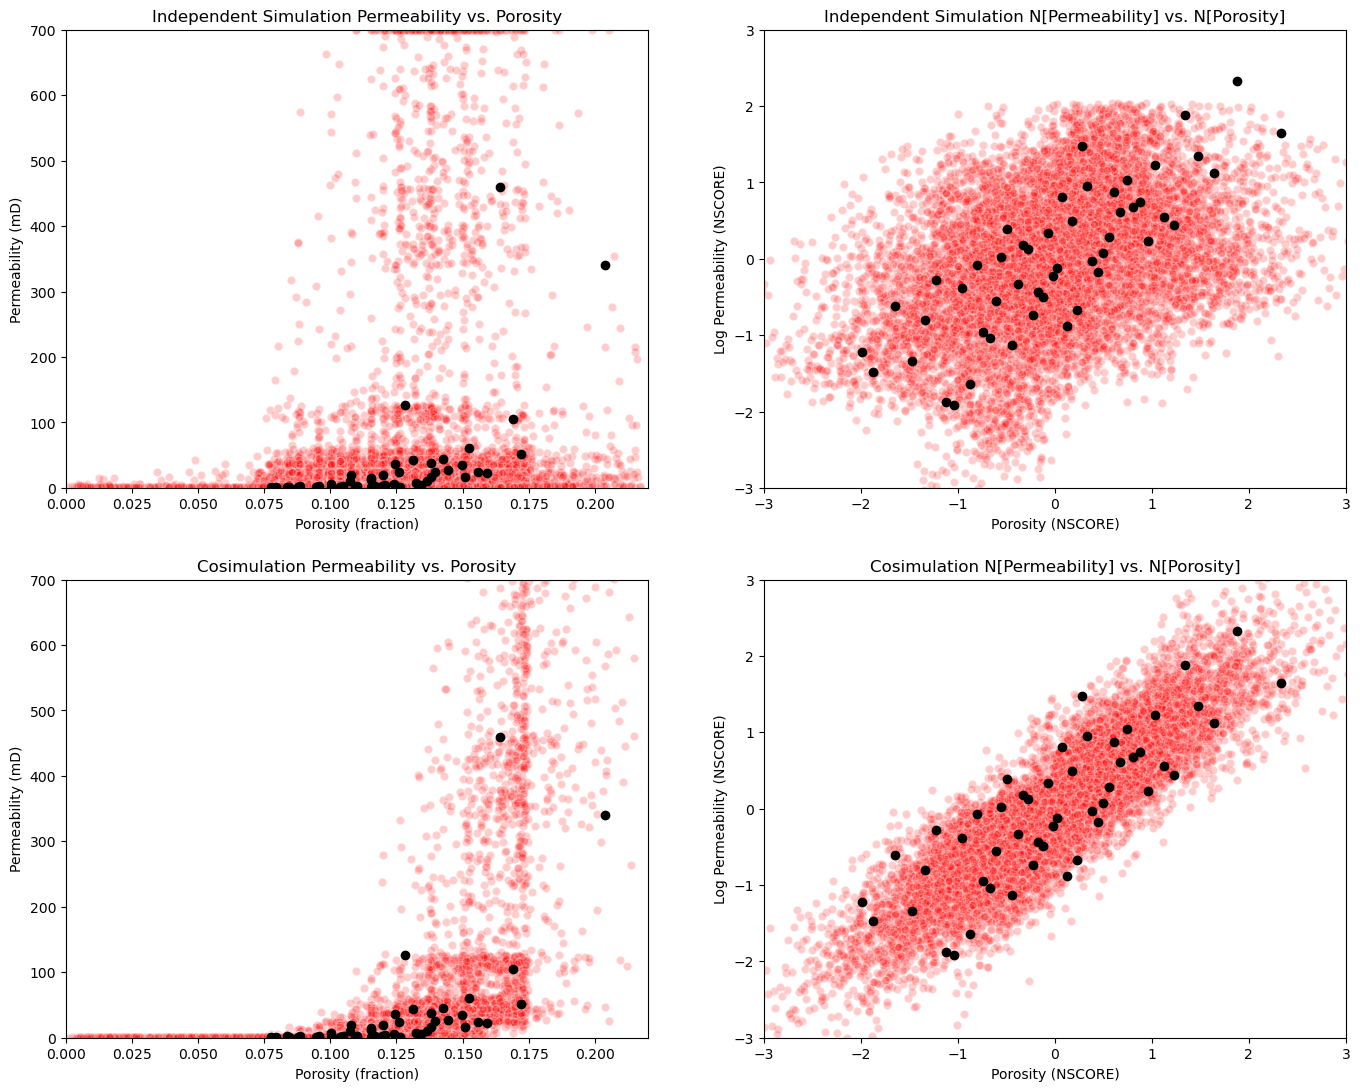 Independent Simulation Permeability vs. Porosity
700
600
500
400
300
200
100
0
Permeability (mD)
0.000 0.025 0.050 0.075 0.100 0.125 0.150 0.175 0.200
Porosity (fraction)
Independent Simulation N[Permeability] vs. N[Porosity]
3
2
1
0
−1
−2
−3
Log Permeability (NSCORE)
−3 −2 −1 0 1 2 3
Porosity (NSCORE)
Cosimulation Permeability vs. Porosity
700
600
500
400
300
200
100
0
Permeability (mD)
0.000 0.025 0.050 0.075 0.100 0.125 0.150 0.175 0.200
Porosity (fraction)
Cosimulation N[Permeability] vs. N[Porosity]
3
2
1
0
−1
−2
−3
Log Permeability (NSCORE)
−3 −2 −1 0 1 2 3
Porosity (NSCORE)